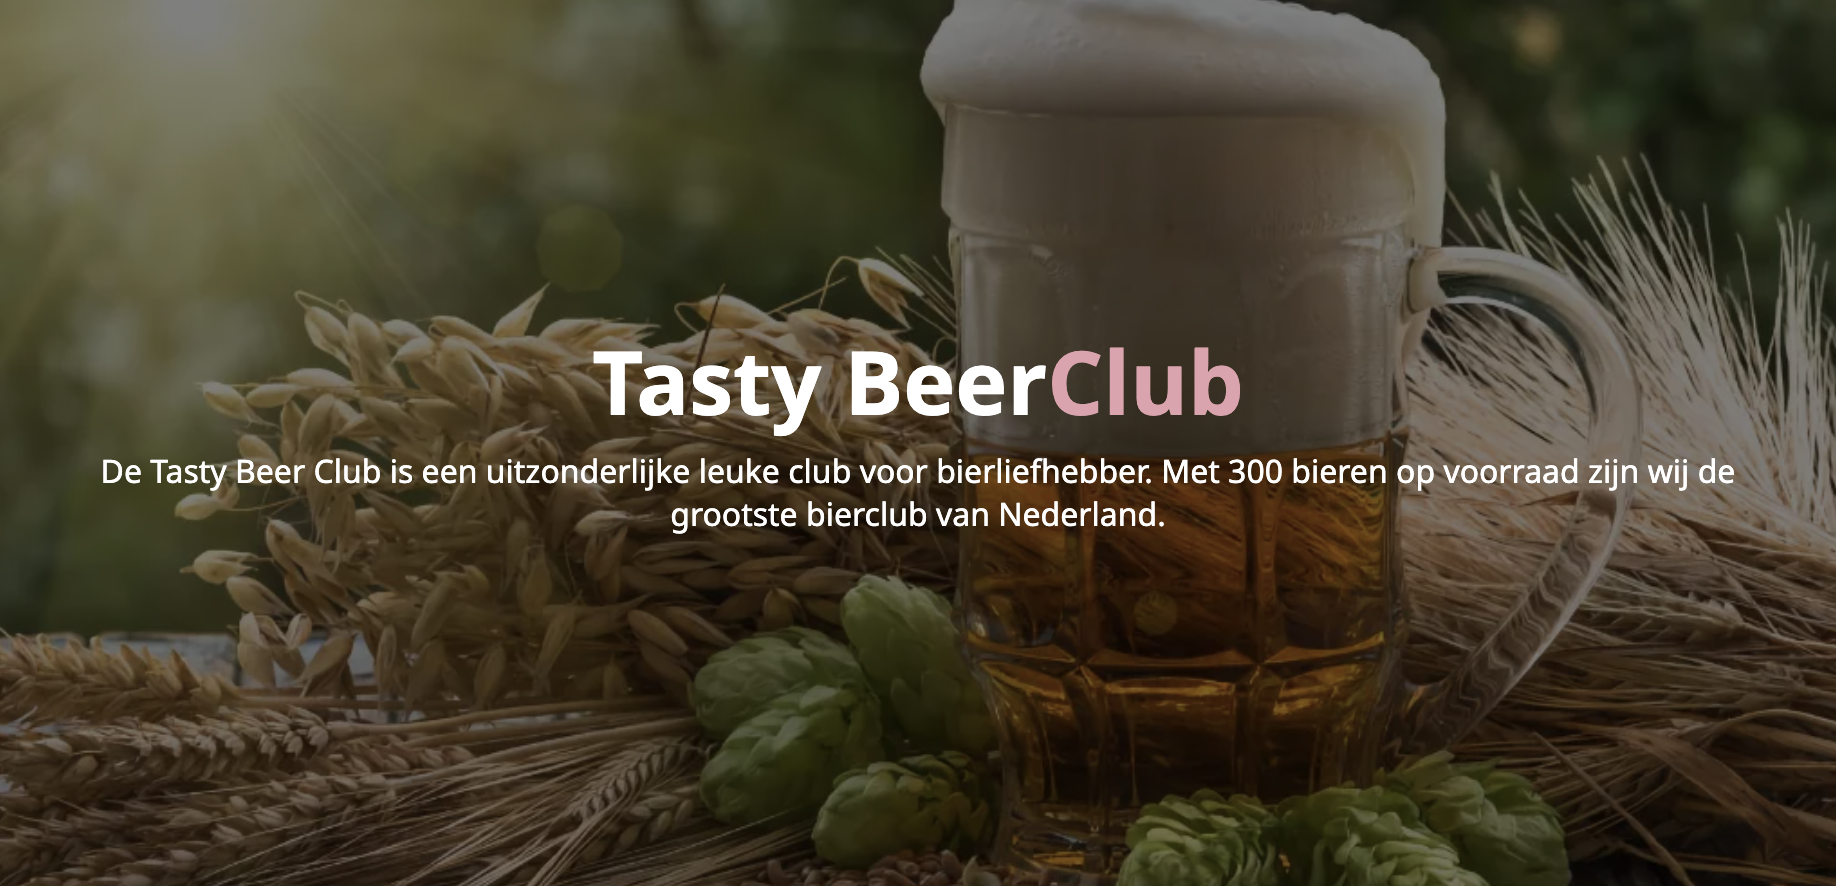 Tasty BeerClub
De Tasty Beer Club is een uitzonderlijke leuke club voor bierliefhebber. Met 300 bieren op voorraad zijn wij de
grootste bierclub van Nederland.